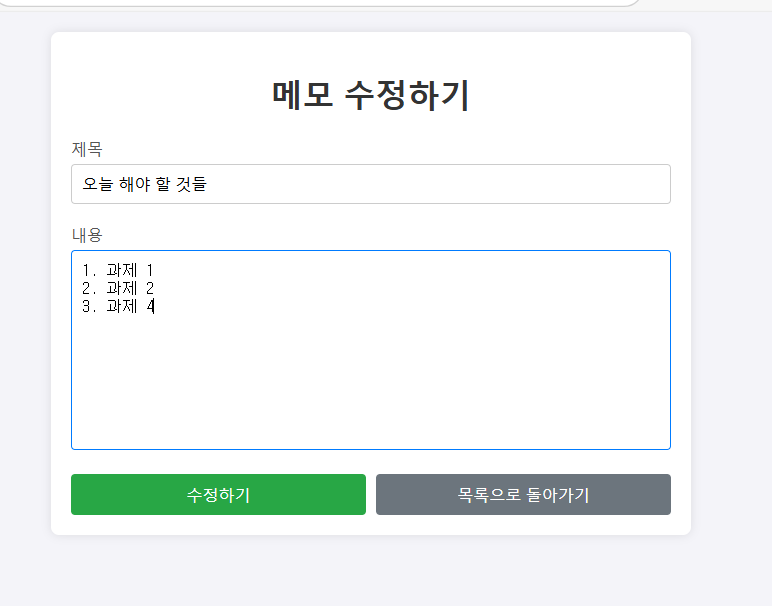 메모 수정하기
제목
오늘 해야 할 것들
내용
1. 과제 1
2. 과제 2
3. 과제 4
수정하기
목록으로 돌아가기